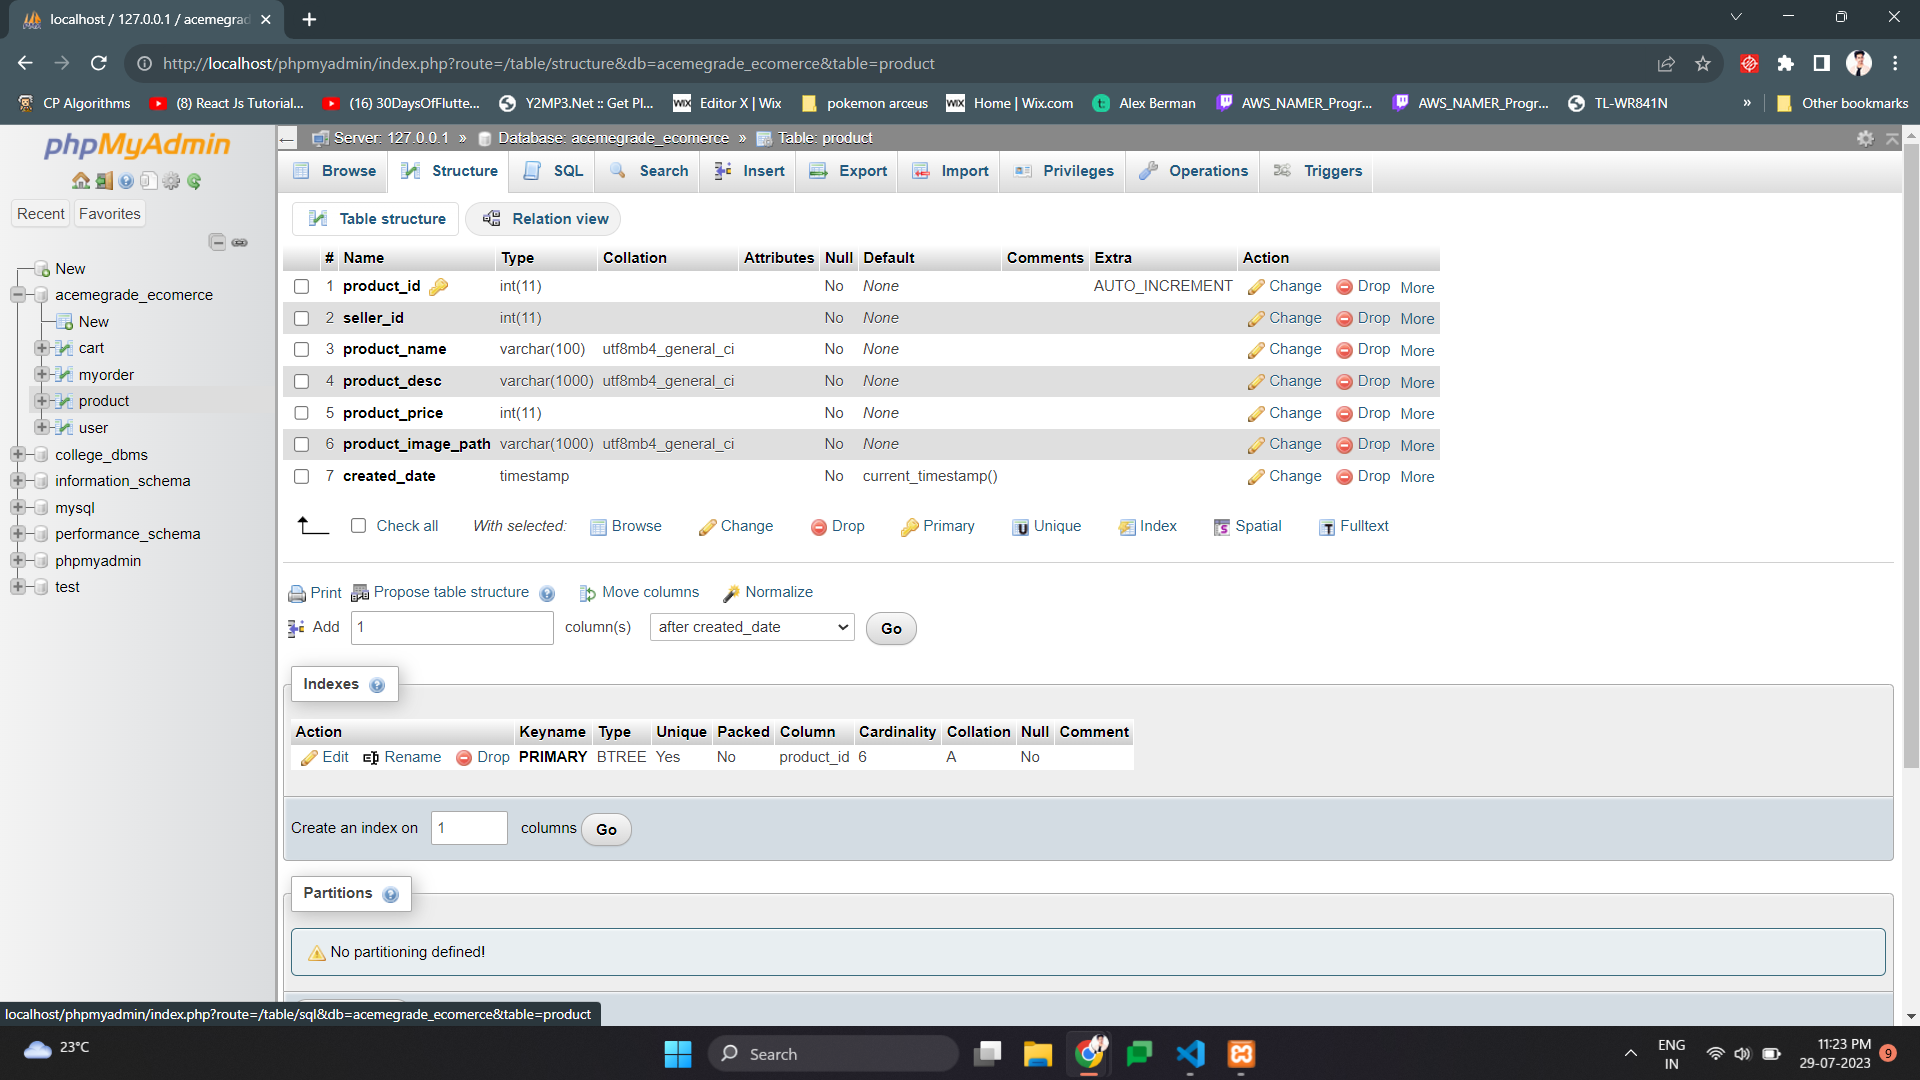 localhost / 127.0.0.1 / acemegrad
http://localhost/phpmyadmin/index.php?route=/table/structure&db=acemegrade_ecomerce&table=product
CP Algorithms (8) React Js Tutorial... (16) 30DaysOfFlutte... Y2MP3.Net :: Get Pl... WIX Editor X | Wix pokemon arceus WIX Home | Wix.com Alex Berman AWS_NAMER_Progr... AWS_NAMER_Progr... TL-WR841N » Other bookmarks
phpMyAdmin
Recent Favorites
New
acemegrade_ecomerce
New
cart
myorder
product
user
college_dbms
information_schema
mysql
performance_schema
phpmyadmin
test
Server: 127.0.0.1 » Database: acemegrade_ecomerce » Table: product
Browse Structure SQL Search Insert Export Import Privileges Operations Triggers
Table structure Relation view
# Name Type Collation Attributes Null Default Comments Extra Action
1 product_id int(11) No None AUTO_INCREMENT Change Drop More
2 seller_id int(11) No None Change Drop More
3 product_name varchar(100) utf8mb4_general_ci No None Change Drop More
4 product_desc varchar(1000) utf8mb4_general_ci No None Change Drop More
5 product_price int(11) No None Change Drop More
6 product_image_path varchar(1000) utf8mb4_general_ci No None Change Drop More
7 created_date timestamp No current_timestamp() Change Drop More
Check all With selected: Browse Change Drop Primary U Unique Index S Spatial T Fulltext
Print Propose table structure Move columns Normalize
Add 1 column(s) after created_date Go
Indexes
Action Keyname Type Unique Packed Column Cardinality Collation Null Comment
Edit Rename Drop PRIMARY BTREE Yes No product_id 6 A No
Create an index on 1 columns Go
Partitions
No partitioning defined!
localhost/phpmyadmin/index.php?route=/table/sql&db=acemegrade_ecomerce&table=product
23°C
Search
ENG
IN
11:23 PM
29-07-2023
9